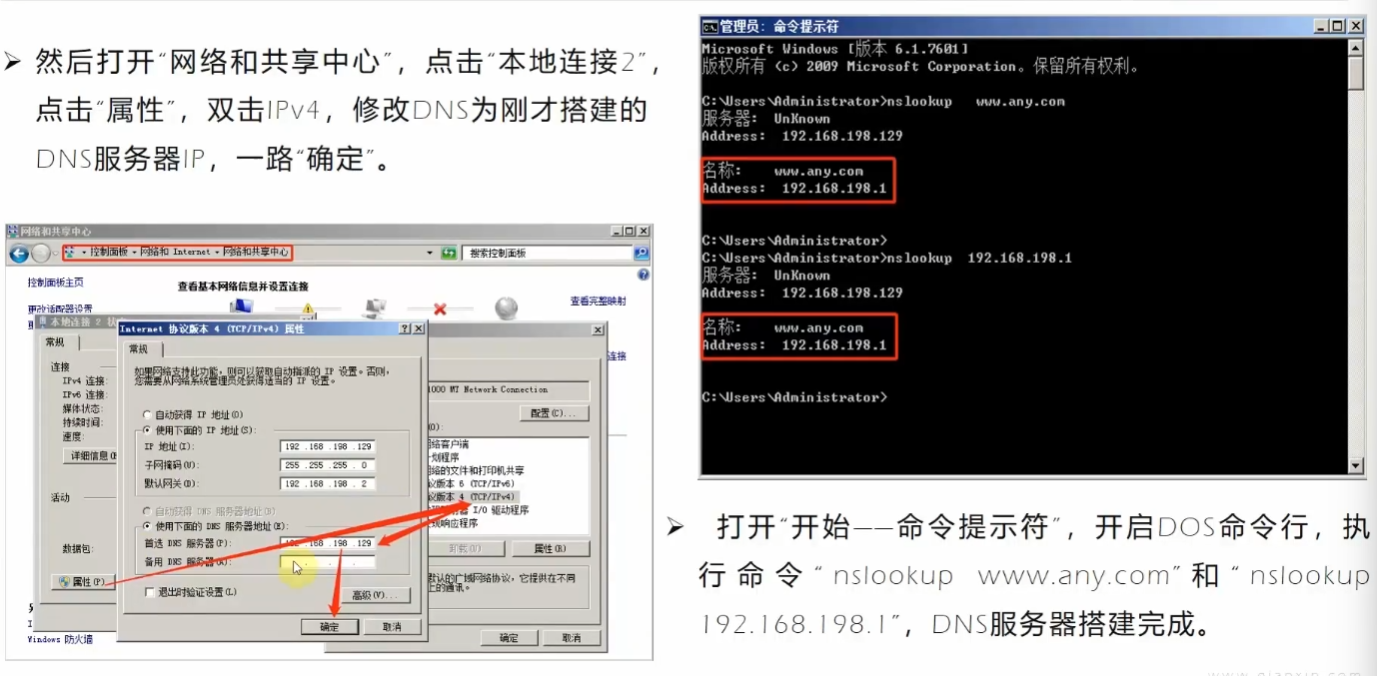 然后打开“网络和共享中心”，点击“本地连接2”，
点击“属性”，双击IPv4，修改DNS为刚才搭建的
DNS服务器IP，一路“确定”。
网络和共享中心
控制面板 网络和 Internet 网络和共享中心
搜索控制面板
控制面板主页
查看基本网络信息并设置连接
更改适配器设置
查看完整映射
本地连接 2
常规
连接
IPv4 连接:
IPv6 连接:
媒体状态:
持续时间:
速度:
详细信息
活动
数据包:
属性(P)
Windows 防火墙
Internet 协议版本 4 (TCP/IPv4) 属性
常规
如果网络支持此功能，则可以获取自动指派的 IP 设置。否则，
您需要从网络系统管理员处获得适当的 IP 设置。
自动获得 IP 地址(O)
使用下面的 IP 地址(S):
IP 地址(I): 192 .168 .198 .129
子网掩码(U): 255 .255 .255 . 0
默认网关(D): 192 .168 .198 . 2
自动获得 DNS 服务器地址(B)
使用下面的 DNS 服务器地址(E):
首选 DNS 服务器(P): 192 .168 .198 .129
备用 DNS 服务器(A):
退出时验证设置(L)
高级(V)...
确定 取消
1000 MT Network Connection
配置(C)...
络客户端
划程序
络的文件和打印机共享
议版本 6 (TCP/IPv6)
议版本 4 (TCP/IPv4)
I/O 驱动程序
现响应程序
卸载(U) 属性(R)
默认的广域网络协议，它提供在不同
上的通讯。
确定 取消
管理员: 命令提示符
Microsoft Windows [版本 6.1.7601]
版权所有 (c) 2009 Microsoft Corporation。保留所有权利。
C:\Users\Administrator>nslookup www.any.com
服务器: UnKnown
Address: 192.168.198.129
名称: www.any.com
Address: 192.168.198.1
C:\Users\Administrator>
C:\Users\Administrator>nslookup 192.168.198.1
服务器: UnKnown
Address: 192.168.198.129
名称: www.any.com
Address: 192.168.198.1
C:\Users\Administrator>
打开“开始——命令提示符”，开启DOS命令行，执
行命令“nslookup www.any.com”和“nslookup
192.168.198.1”，DNS服务器搭建完成。